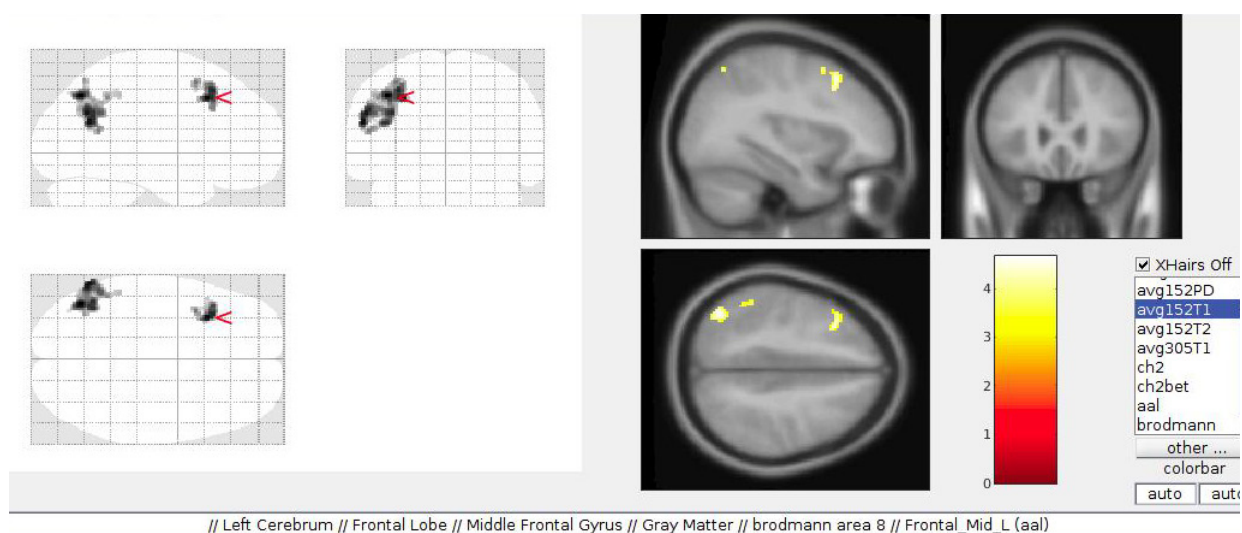 4
3
2
1
0
XHairs Off
avg152PD
avg152T1
avg152T2
avg305T1
ch2
ch2bet
aal
brodmann
other ...
colorbar
auto
auto
// Left Cerebrum // Frontal Lobe // Middle Frontal Gyrus // Gray Matter // brodmann area 8 // Frontal_Mid_L (aal)